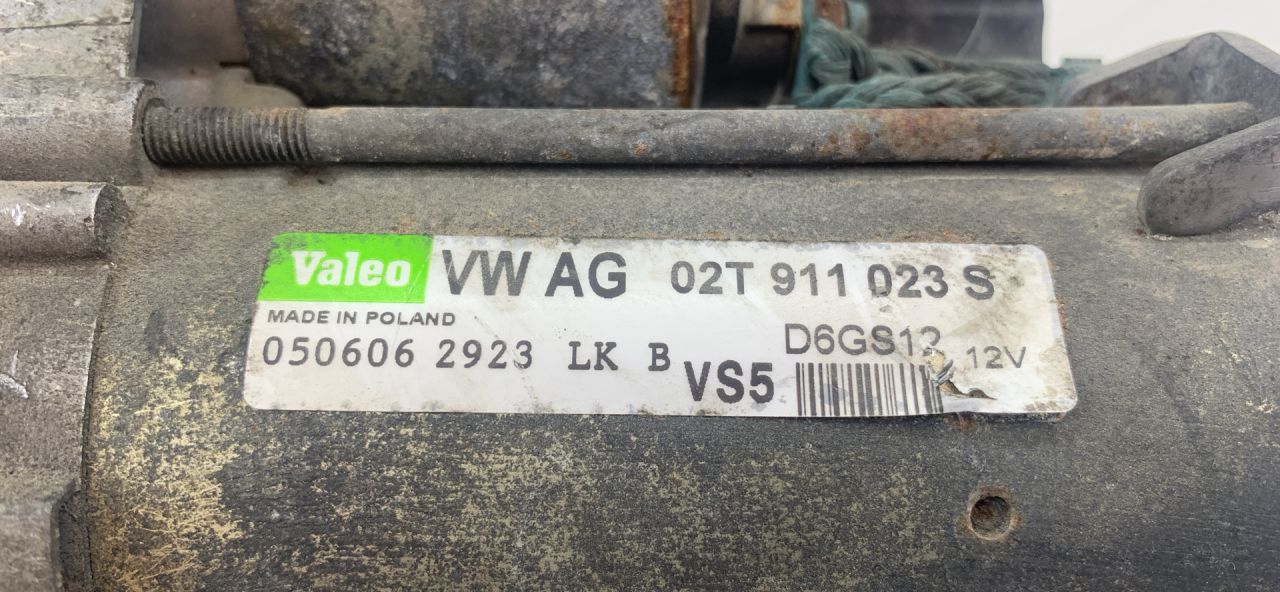 Valeo VW AG 02T 911 023 S
MADE IN POLAND
050606 2923 LK B VS5 D6GS12 12V